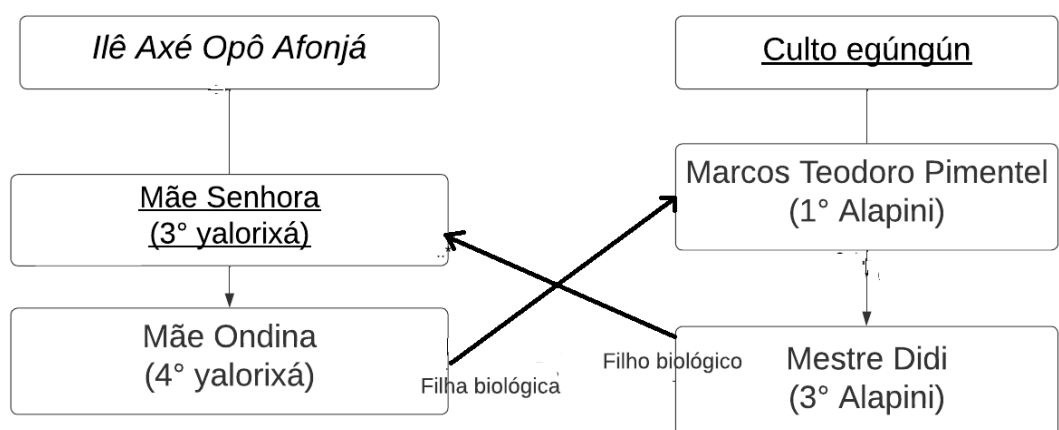 Ilê Axé Opô Afonjá
Culto egúngún
Mãe Senhora
(3° yalorixá)
Marcos Teodoro Pimentel
(1° Alapini)
Mãe Ondina
(4° yalorixá)
Filha biológica
Filho biológico
Mestre Didi
(3° Alapini)